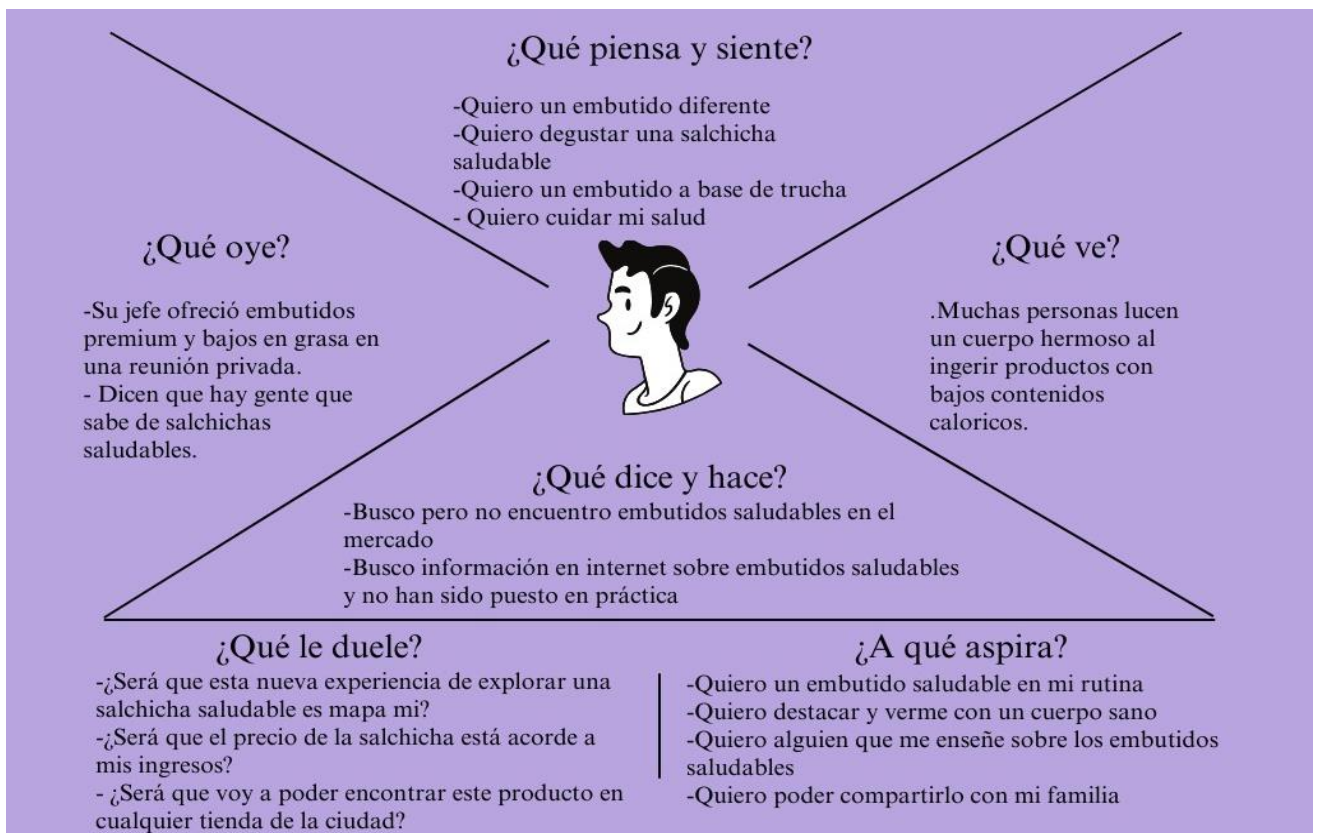 ¿Qué piensa y siente?
-Quiero un embutido diferente
-Quiero degustar una salchicha
saludable
-Quiero un embutido a base de trucha
- Quiero cuidar mi salud
¿Qué oye?
-Su jefe ofreció embutidos
premium y bajos en grasa en
una reunión privada.
- Dicen que hay gente que
sabe de salchichas
saludables.
¿Qué ve?
.Muchas personas lucen
un cuerpo hermoso al
ingerir productos con
bajos contenidos
caloricos.
¿Qué dice y hace?
-Busco pero no encuentro embutidos saludables en el
mercado
-Busco información en internet sobre embutidos saludables
y no han sido puesto en práctica
¿Qué le duele?
-¿Será que esta nueva experiencia de explorar una
salchicha saludable es mapa mi?
-¿Será que el precio de la salchicha está acorde a
mis ingresos?
- ¿Será que voy a poder encontrar este producto en
cualquier tienda de la ciudad?
¿A qué aspira?
-Quiero un embutido saludable en mi rutina
-Quiero destacar y verme con un cuerpo sano
-Quiero alguien que me enseñe sobre los embutidos
saludables
-Quiero poder compartirlo con mi familia